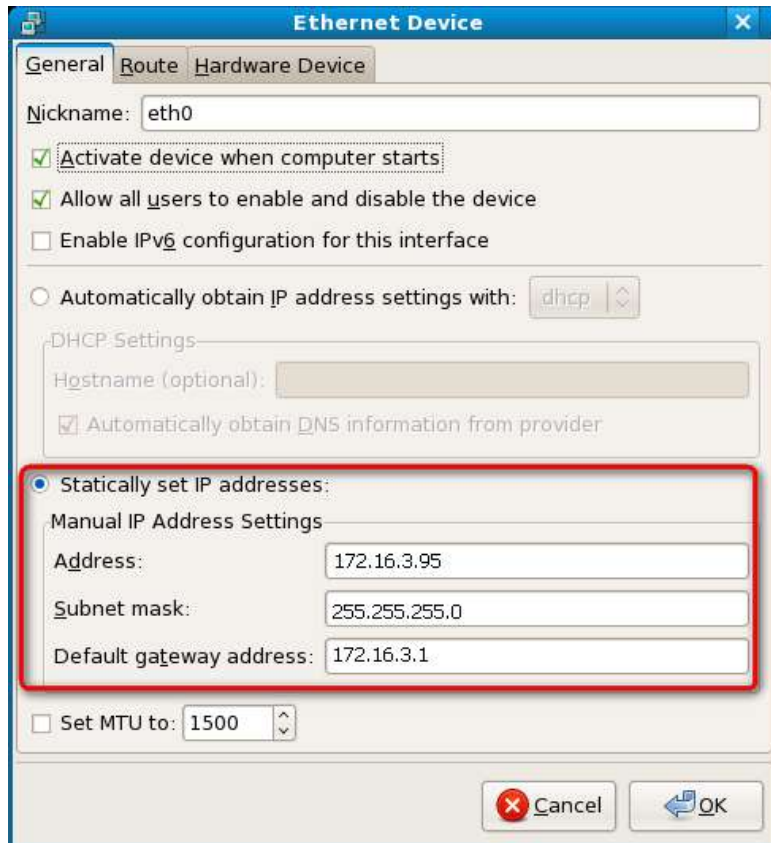 Ethernet Device
General Route Hardware Device
Nickname: eth0
Activate device when computer starts
Allow all users to enable and disable the device
Enable IPv6 configuration for this interface
Automatically obtain IP address settings with: dhcp
DHCP Settings
Hostname (optional):
Automatically obtain DNS information from provider
Statically set IP addresses:
Manual IP Address Settings
Address: 172.16.3.95
Subnet mask: 255.255.255.0
Default gateway address: 172.16.3.1
Set MTU to: 1500
Cancel OK